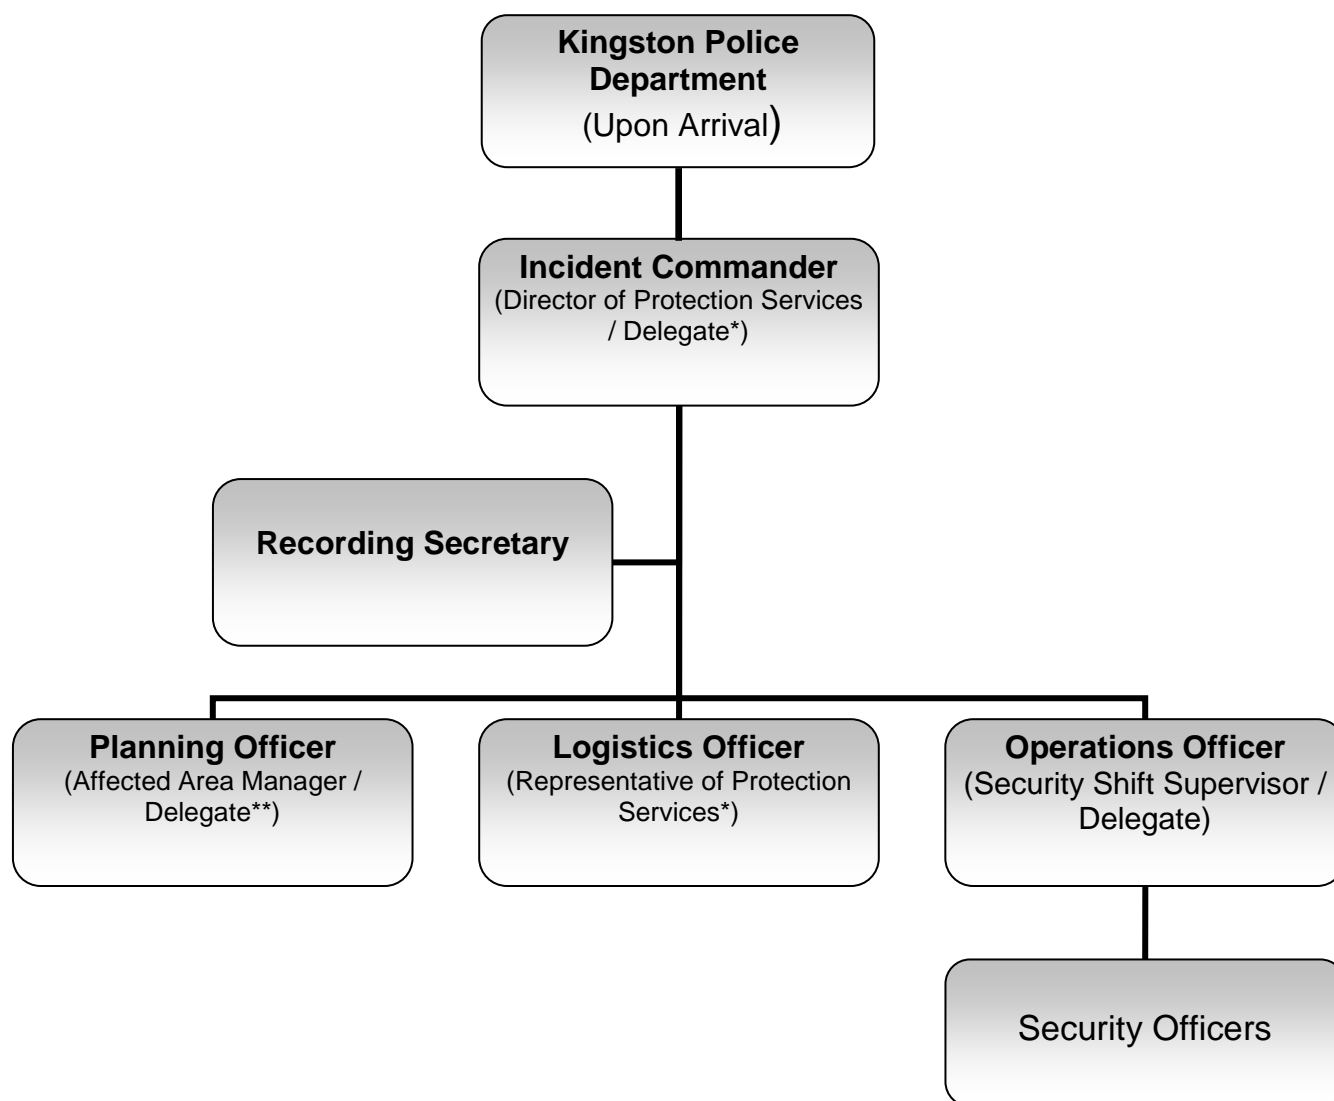 Kingston Police
Department
(Upon Arrival)
Incident Commander
(Director of Protection Services
/ Delegate*)
Recording Secretary
Planning Officer
(Affected Area Manager /
Delegate**)
Logistics Officer
(Representative of Protection
Services*)
Operations Officer
(Security Shift Supervisor /
Delegate)
Security Officers